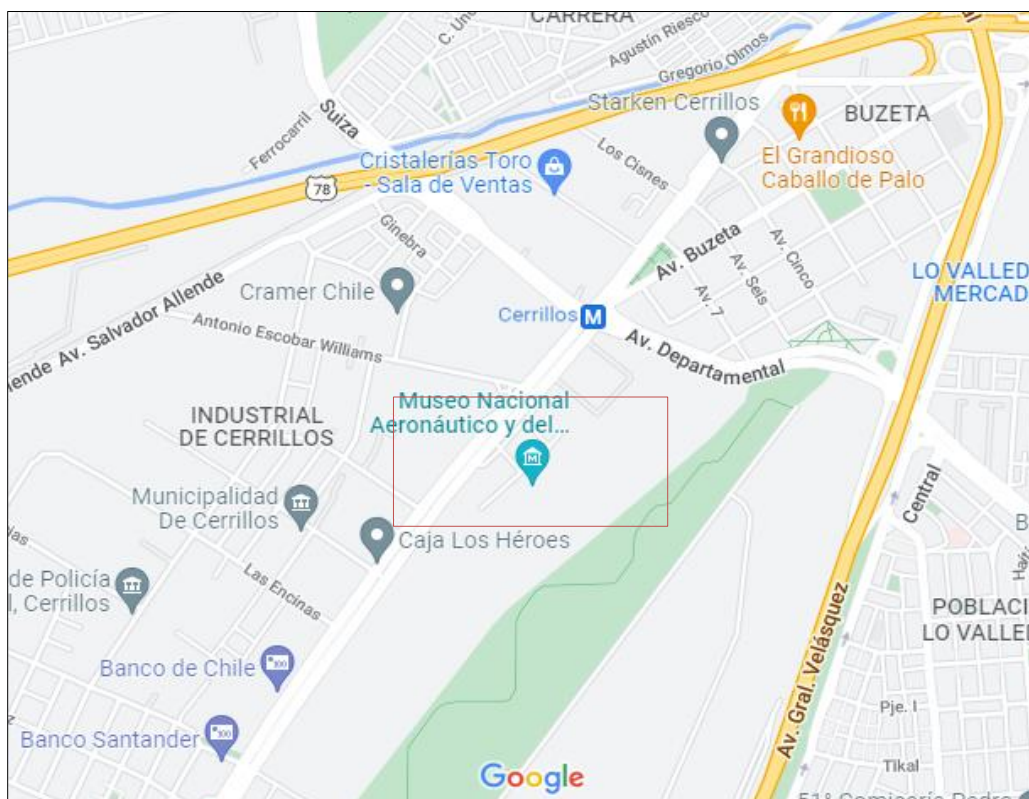 CARRERA
C. Uno
Agustín Riesco
Gregorio Olmos
Suiza
Ferrocarril
78
Starken Cerrillos
BUZETA
El Grandioso
Caballo de Palo
Los Cisnes
Cristalerías Toro
- Sala de Ventas
Ginebra
Av. Buzeta
Av. Cinco
Av. Seis
Av. 7
LO VALLED
MERCAD
Cramer Chile
Cerrillos M
Av. Departamental
ende Av. Salvador Allende
Antonio Escobar Williams
INDUSTRIAL
DE CERRILLOS
Museo Nacional
Aeronáutico y del...
Municipalidad
De Cerrillos
Caja Los Héroes
Central
de Policía
l, Cerrillos
Las Encinas
POBLACI
LO VALLE
Banco de Chile
Av. Gral. Velásquez
Pje. I
Banco Santander
Tikal
Google